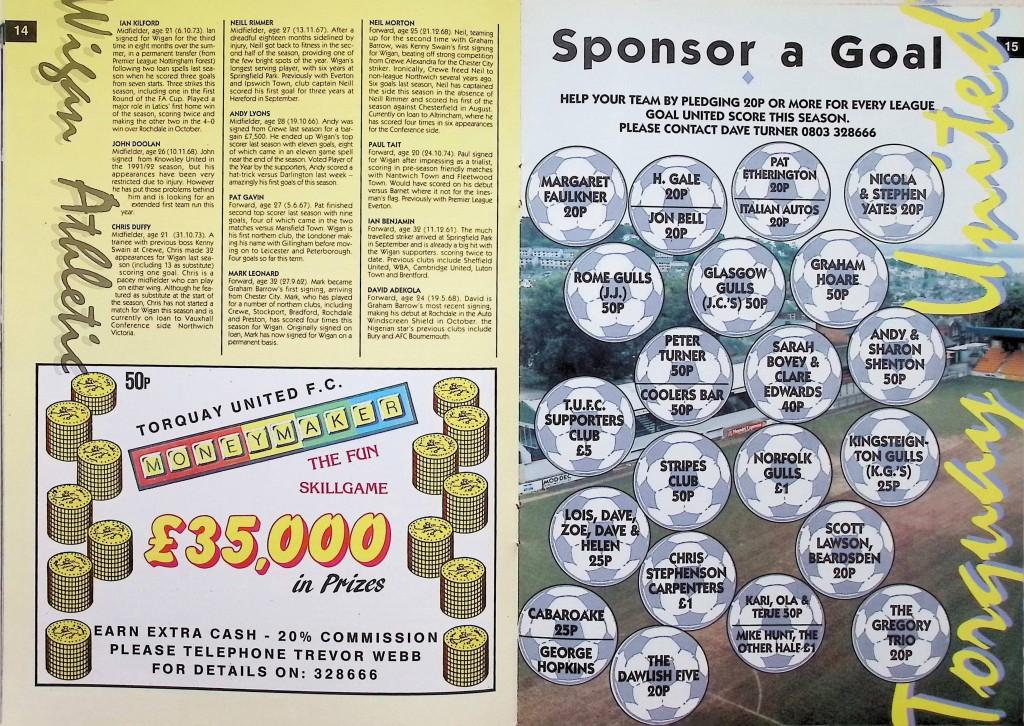 14
Wigan Athletic
IAN KILFORD
Midfielder, age 21 (6.10.73). Ian
signed for Wigan for the third
time in eight months over the sum-
mer, in a permanent transfer (from
Premier League Nottingham Forest)
following two loan spells last sea-
son when he scored three goals
from seven starts. Three strikes this
season, including one in the First
Round of the FA Cup. Played a
major role in Latics' first home win
of the season, scoring twice and
making the other two in the 4-0
win over Rochdale in October.
JOHN DOOLAN
Midfielder, age 26 (10.11.68). John
signed from Knowsley United in
the 1991/92 season, but his
appearances have been very
restricted due to injury. However
he has put those problems behind
him and is looking for an
extended first team run this
year.
CHRIS DUFFY
Midfielder, age 21 (31.10.73). A
trainee with previous boss Kenny
Swain at Crewe, Chris made 32
appearances for Wigan last sea-
son (including 13 as substitute)
scoring one goal. Chris is a
pacey midfielder who can play
on either wing. Although he fea-
tured as substitute at the start of
the season, Chris has not started a
match for Wigan this season and is
currently on loan to Vauxhall
Conference side Northwich
Victoria.
NEILL RIMMER
Midfielder, age 27 (13.11.67). After a
dreadful eighteen months sidelined by
injury, Neill got back to fitness in the sec-
ond half of the season, providing one of
the few bright spots of the year. Wigan's
longest serving player, with six years at
Springfield Park. Previously with Everton
and Ipswich Town, club captain Neill
scored his first goal for three years at
Hereford in September.
ANDY LYONS
Midfielder, age 28 (19.10.66). Andy was
signed from Crewe last season for a bar-
gain £7,500. He ended up Wigan's top
scorer last season with eleven goals, eight
of which came in an eleven game spell
near the end of the season. Voted Player of
the Year by the supporters, Andy scored a
hat-trick versus Darlington last week –
amazingly his first goals of this season.
PAT GAVIN
Forward, age 27 (5.6.67). Pat finished
second top scorer last season with nine
goals, four of which came in the two
matches versus Mansfield Town. Wigan is
his first northern club, the Londoner mak-
ing his name with Gillingham before mov-
ing on to Leicester and Peterborough.
Four goals so far this term.
MARK LEONARD
Forward, age 32 (27.9.62). Mark became
Graham Barrow's first signing, arriving
from Chester City. Mark, who has played
for a number of northern clubs, including
Crewe, Stockport, Bradford, Rochdale
and Preston, has scored four times this
season for Wigan. Originally signed on
loan, Mark has now signed for Wigan on a
permanent basis.
NEIL MORTON
Forward, age 25 (21.12.68). Neil, teaming
up for the second time with Graham
Barrow, was Kenny Swain's first signing
for Wigan, beating off strong competition
from Crewe Alexandra for the Chester City
striker. Ironically, Crewe freed Neil to
non-league Northwich several years ago.
Six goals last season, Neil has captained
the side this season in the absence of
Neill Rimmer and scored his first of the
season against Chesterfield in August.
Currently on loan to Altrincham, where he
has scored four times in six appearances
for the Conference side.
PAUL TAIT
Forward, age 20 (24.10.74). Paul signed
for Wigan after impressing as a trialist,
scoring in pre-season friendly matches
with Nantwich Town and Fleetwood
Town. Would have scored on his debut
versus Barnet where it not for the lines-
man's flag. Previously with Premier League
Everton.
IAN BENJAMIN
Forward, age 32 (11.12.61). The much
travelled striker arrived at Springfield Park
in September and is already a big hit with
the Wigan supporters, scoring twice to
date. Previous clubs include Sheffield
United, WBA, Cambridge United, Luton
Town and Brentford.
DAVID ADEKOLA
Forward, age 24 (19.5.68). David is
Graham Barrow's most recent signing,
making his debut at Rochdale in the Auto
Windscreen Shield in October. the
Nigerian star's previous clubs include
Bury and AFC Bournemouth.
50P
TORQUAY UNITED F.C.
MONEYMAKER
THE FUN
SKILLGAME
£35,000
in Prizes
EARN EXTRA CASH - 20% COMMISSION
PLEASE TELEPHONE TREVOR WEBB
FOR DETAILS ON: 328666
15
Torquay United
Sponsor a Goal
HELP YOUR TEAM BY PLEDGING 20P OR MORE FOR EVERY LEAGUE
GOAL UNITED SCORE THIS SEASON.
PLEASE CONTACT DAVE TURNER 0803 328666
MARGARET
FAULKNER
20P
H. GALE
20P
JON BELL
20P
PAT
ETHERINGTON
20P
ITALIAN AUTOS
20P
NICOLA
& STEPHEN
YATES 20P
ROME GULLS
(J.J.)
50P
GLASGOW
GULLS
(J.C.'S) 50P
GRAHAM
HOARE
50P
PETER
TURNER
50P
COOLERS BAR
50P
SARAH
BOVEY &
CLARE
EDWARDS
40P
ANDY &
SHARON
SHENTON
50P
T.U.F.C.
SUPPORTERS
CLUB
£5
STRIPES
CLUB
50P
NORFOLK
GULLS
£1
KINGSTEIGN-
TON GULLS
(K.G.'S)
25P
MODDEC
LOIS, DAVE,
ZOE, DAVE &
HELEN
25P
CHRIS
STEPHENSON
CARPENTERS
£1
SCOTT
LAWSON,
BEARDSDEN
20P
CABAROAKE
25P
GEORGE
HOPKINS
THE
DAWLISH FIVE
20P
KARI, OLA &
TERJE 50P
MIKE HUNT, THE
OTHER HALF £1
THE
GREGORY
TRIO
20P